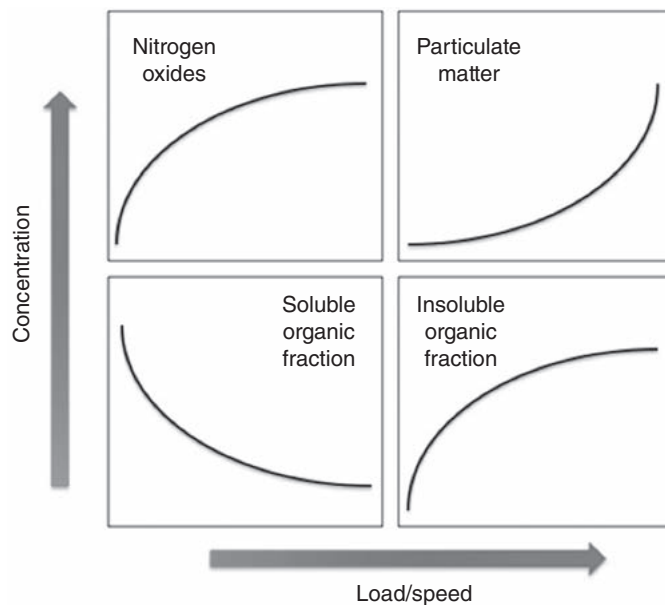 Nitrogen
oxides
Particulate
matter
Concentration
Soluble
organic
fraction
Insoluble
organic
fraction
Load/speed